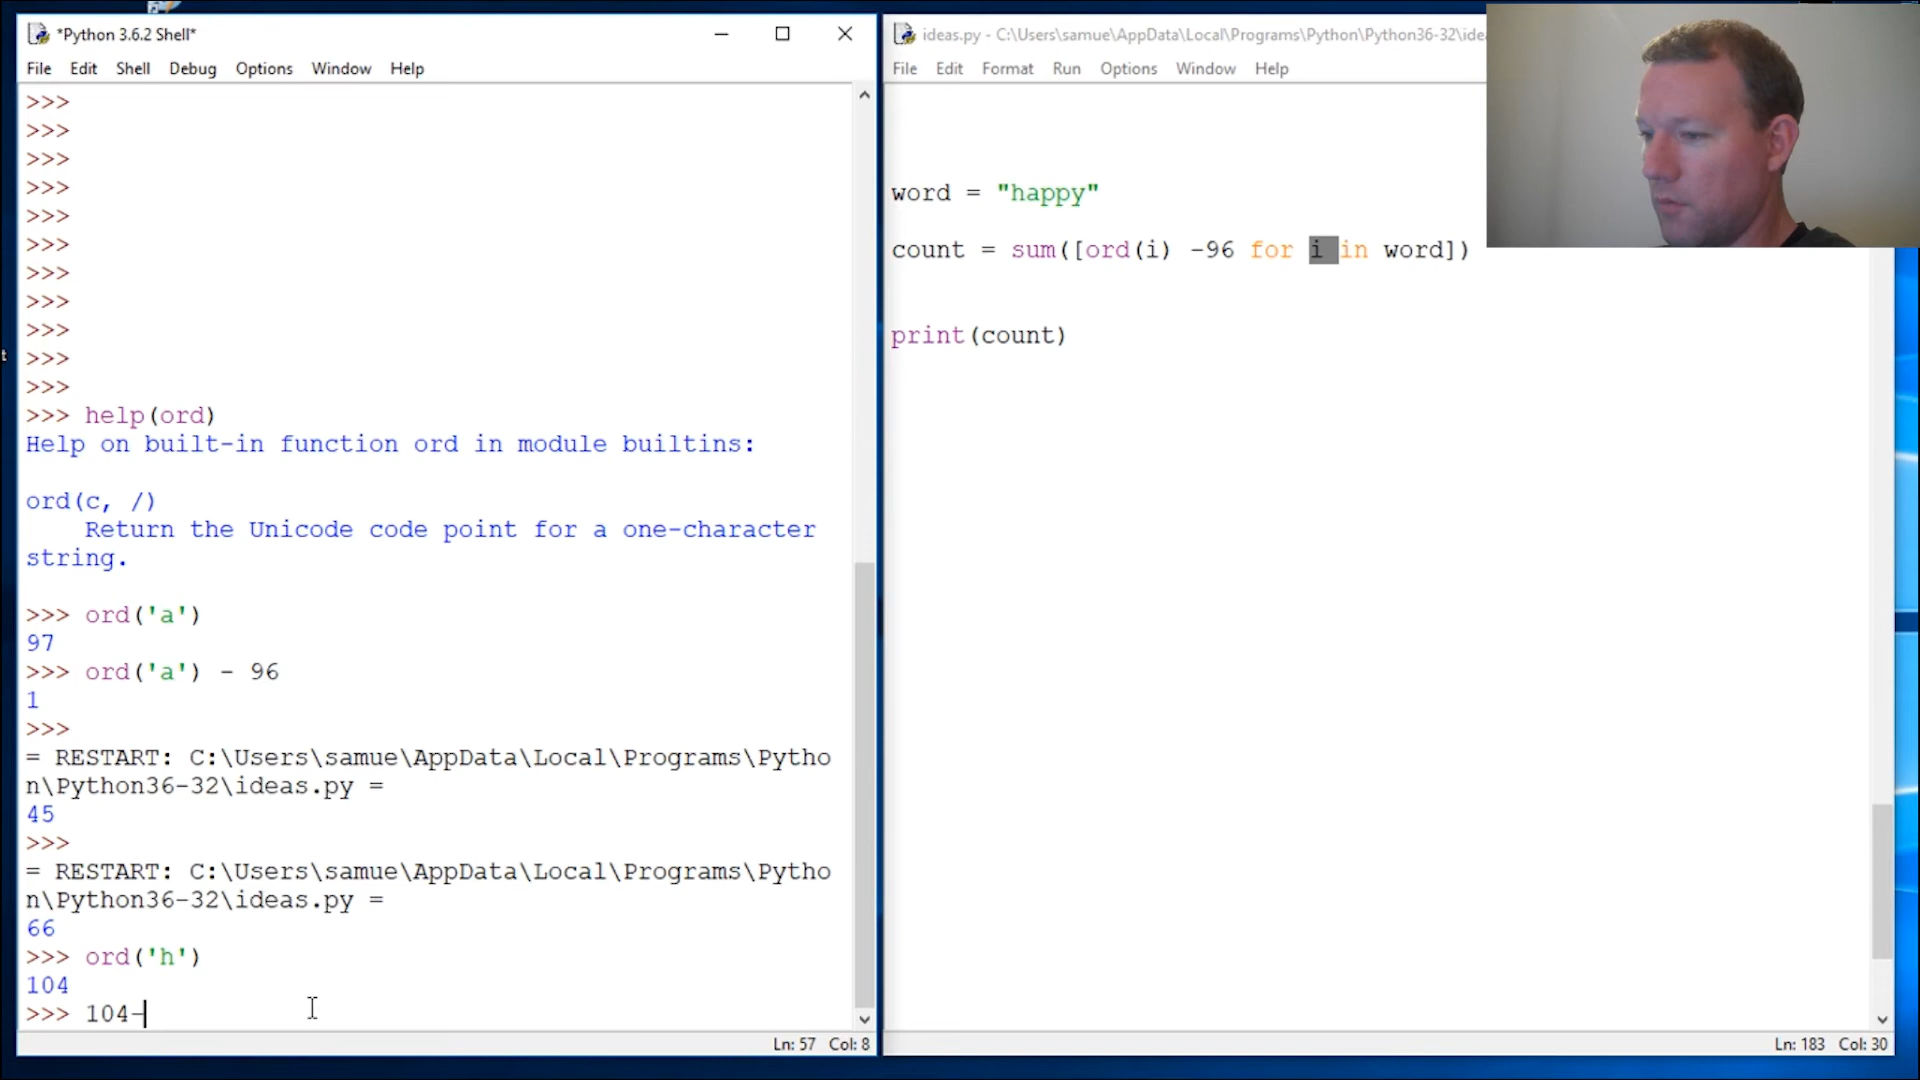 *Python 3.6.2 Shell*
File Edit Shell Debug Options Window Help
>>>
>>>
>>>
>>>
>>>
>>>
>>>
>>>
>>>
>>>
>>>
>>> help(ord)
Help on built-in function ord in module builtins:
ord(c, /)
Return the Unicode code point for a one-character
string.
>>> ord('a')
97
>>> ord('a') - 96
1
>>>
= RESTART: C:\Users\samue\AppData\Local\Programs\Pytho
n\Python36-32\ideas.py =
45
>>>
= RESTART: C:\Users\samue\AppData\Local\Programs\Pytho
n\Python36-32\ideas.py =
66
>>> ord('h')
104
>>> 104-
Ln: 57 Col: 8
ideas.py - C:\Users\samue\AppData\Local\Programs\Python\Python36-32\ide
File Edit Format Run Options Window Help
word = "happy"
count = sum([ord(i) -96 for i in word])
print(count)
Ln: 183 Col: 30